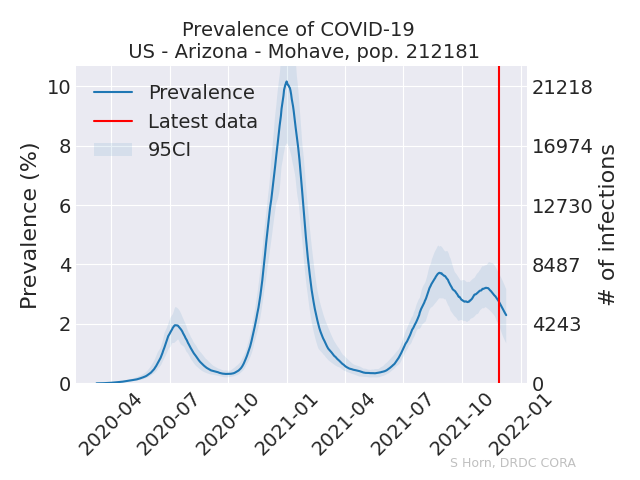 Prevalence of COVID-19
US - Arizona - Mohave, pop. 212181
Prevalence
Latest data
95CI
Prevalence (%)
10
8
6
4
2
0
21218
16974
12730
8487
4243
0
# of infections
2020-04
2020-07
2020-10
2021-01
2021-04
2021-07
2021-10
2022-01
S Horn, DRDC CORA